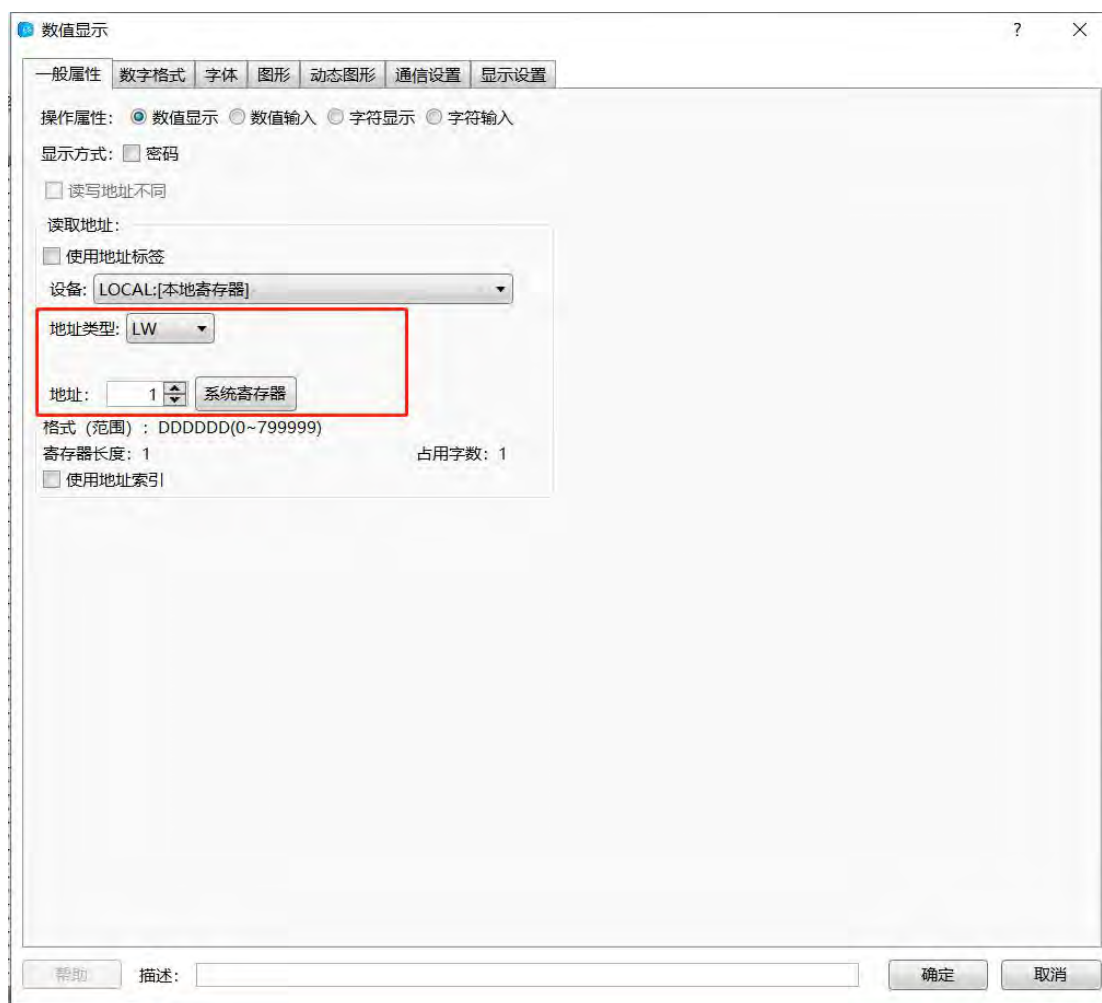 数值显示 ? ×
一般属性 数字格式 字体 图形 动态图形 通信设置 显示设置
操作属性: 数值显示 数值输入 字符显示 字符输入
显示方式: 密码
读写地址不同
读取地址:
使用地址标签
设备: LOCAL:[本地寄存器]
地址类型: LW
地址: 1 系统寄存器
格式 (范围) : DDDDDD(0~799999)
寄存器长度: 1 占用字数: 1
使用地址索引
帮助 描述: 确定 取消